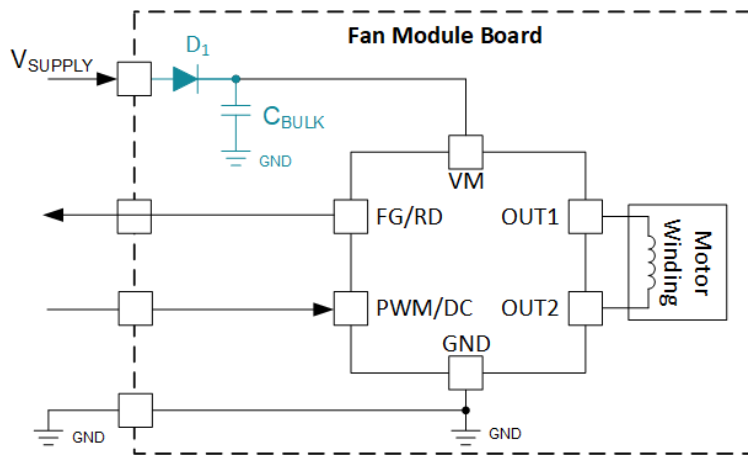 Fan Module Board
D1
VSUPPLY
CBULK
GND
VM
FG/RD
OUT1
Motor
Winding
PWM/DC
OUT2
GND
GND
GND